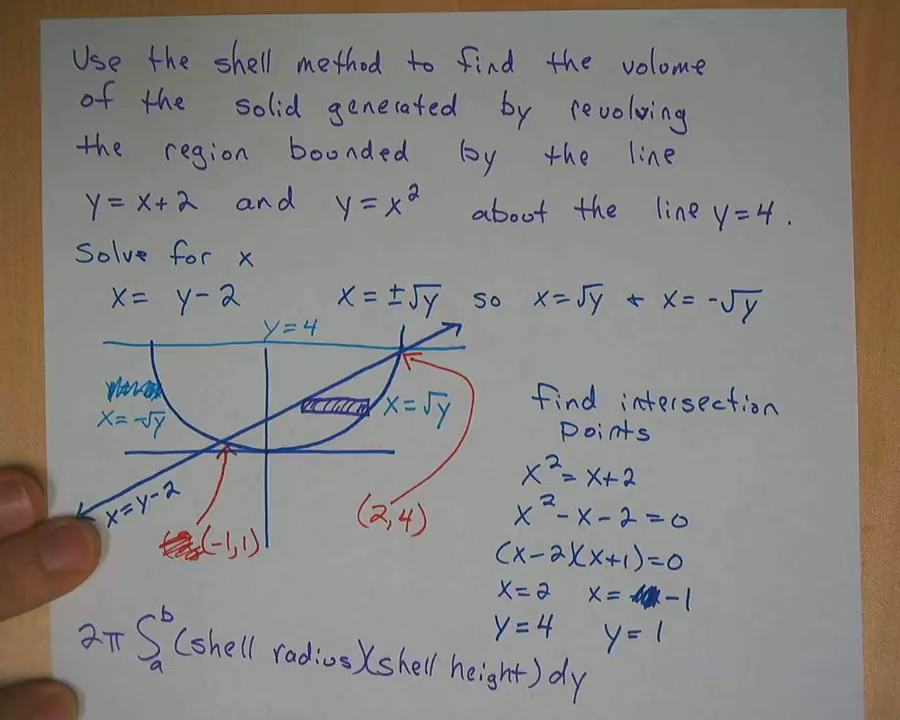 Use the shell method to find the volume
of the solid generated by revolving
the region bounded by the line
y = x+2 and y = x² about the line y = 4.
Solve for x
x = y - 2 x = ±√y so x = √y + x = -√y
y = 4
x = -√y
x = √y
x = y - 2
(-1, 1)
(2, 4)
find intersection
points
x² = x+2
x² - x - 2 = 0
(x-2)(x+1) = 0
x = 2 x = -1
y = 4 y = 1
2π ∫ₐᵇ (shell radius)(shell height) dy